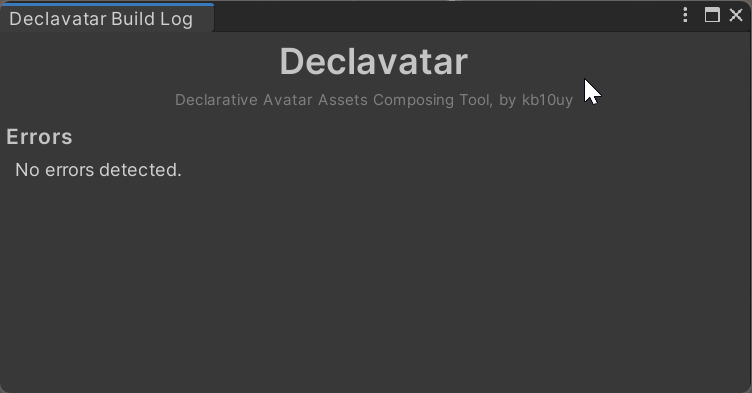 Declavatar Build Log
Declavatar
Declarative Avatar Assets Composing Tool, by kb10uy
Errors
No errors detected.